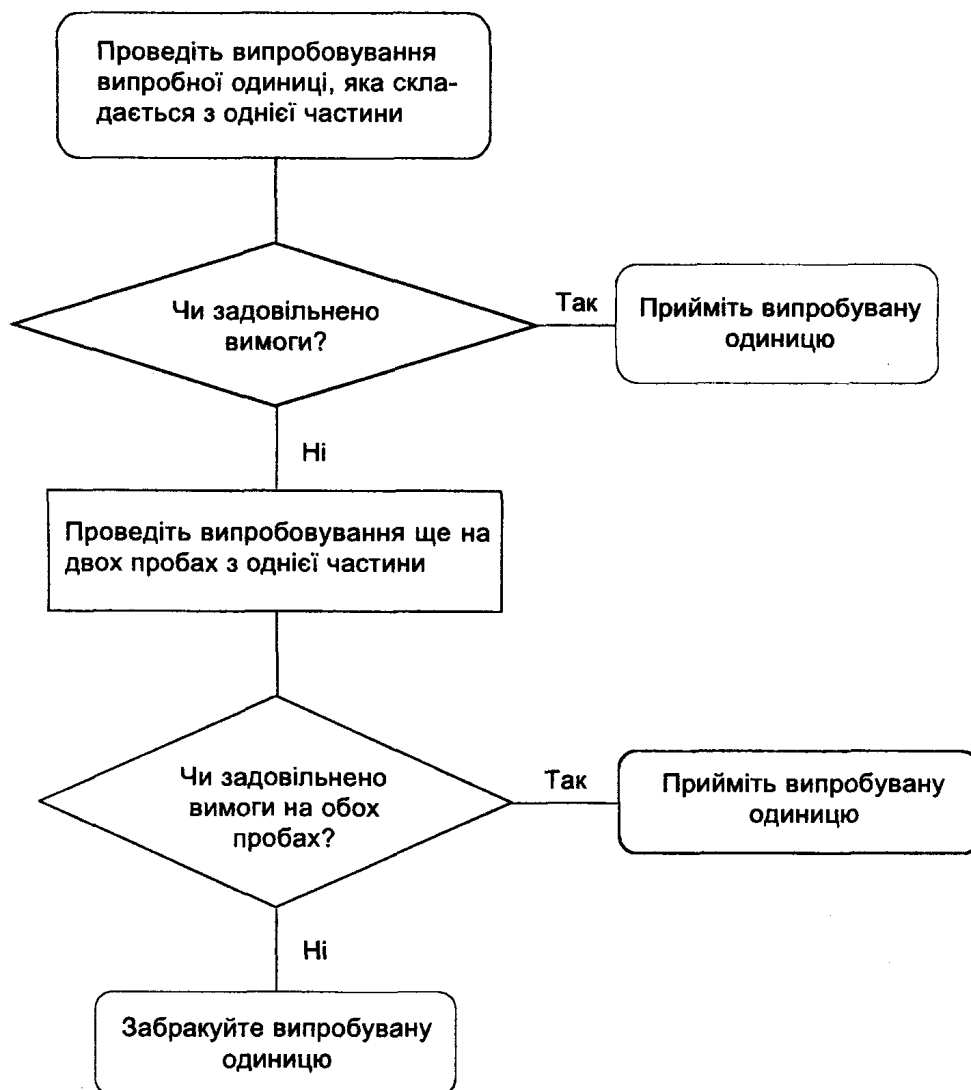 Проведіть випробовування
випробної одиниці, яка скла-
дається з однієї частини
Чи задовільнено
вимоги?
Так
Прийміть випробувану
одиницю
Ні
Проведіть випробовування ще на
двох пробах з однієї частини
Чи задовільнено
вимоги на обох
пробах?
Так
Прийміть випробувану
одиницю
Ні
Забракуйте випробувану
одиницю